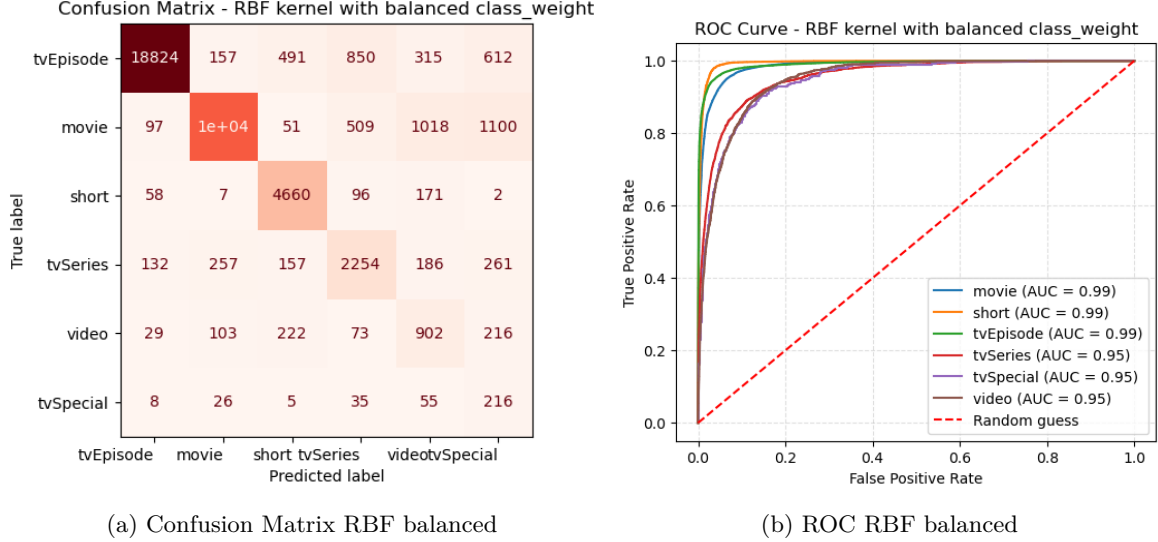 Confusion Matrix - RBF kernel with balanced class_weight
True label
tvEpisode 18824 157 491 850 315 612
movie 97 1e+04 51 509 1018 1100
short 58 7 4660 96 171 2
tvSeries 132 257 157 2254 186 261
video 29 103 222 73 902 216
tvSpecial 8 26 5 35 55 216
tvEpisode movie short tvSeries video tvSpecial
Predicted label
(a) Confusion Matrix RBF balanced
ROC Curve - RBF kernel with balanced class_weight
True Positive Rate
1.0
0.8
0.6
0.4
0.2
0.0
movie (AUC = 0.99)
short (AUC = 0.99)
tvEpisode (AUC = 0.99)
tvSeries (AUC = 0.95)
tvSpecial (AUC = 0.95)
video (AUC = 0.95)
Random guess
0.0 0.2 0.4 0.6 0.8 1.0
False Positive Rate
(b) ROC RBF balanced